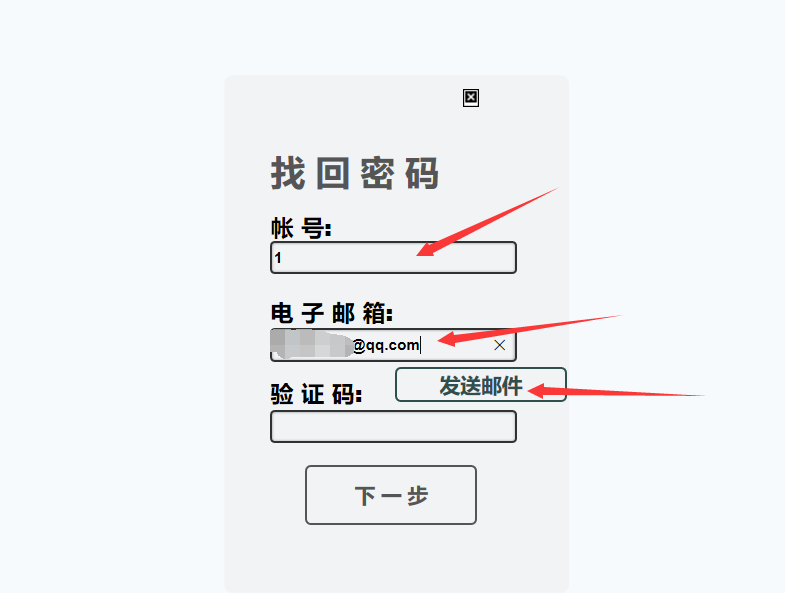 找 回 密 码
帐 号:
1
电 子 邮 箱:
@qq.com
发送邮件
验 证 码:
下 一 步